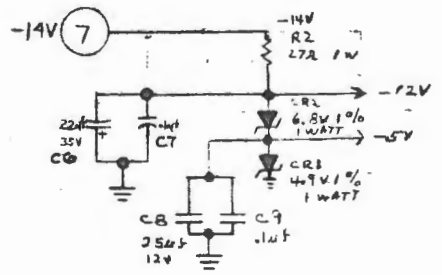 -14V
7
-14V
R2
27Ω 1W
-12V
CR2
6.8V 1%
1 WATT
22uf
35V
C6
.1uf
C7
-5V
CR3
4.9V 1%
1 WATT
C8
25uf
12V
C9
.1uf